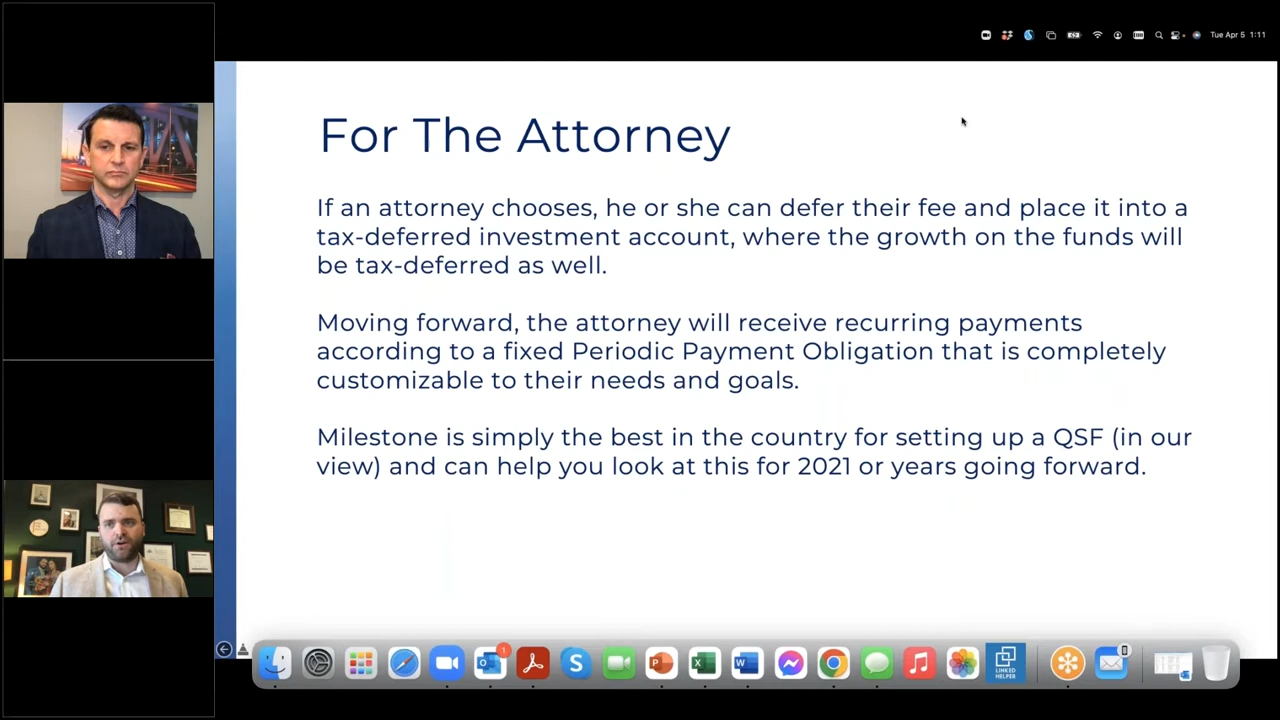 Tue Apr 5 1:11
For The Attorney
If an attorney chooses, he or she can defer their fee and place it into a
tax-deferred investment account, where the growth on the funds will
be tax-deferred as well.
Moving forward, the attorney will receive recurring payments
according to a fixed Periodic Payment Obligation that is completely
customizable to their needs and goals.
Milestone is simply the best in the country for setting up a QSF (in our
view) and can help you look at this for 2021 or years going forward.
1
LINKED
HELPER